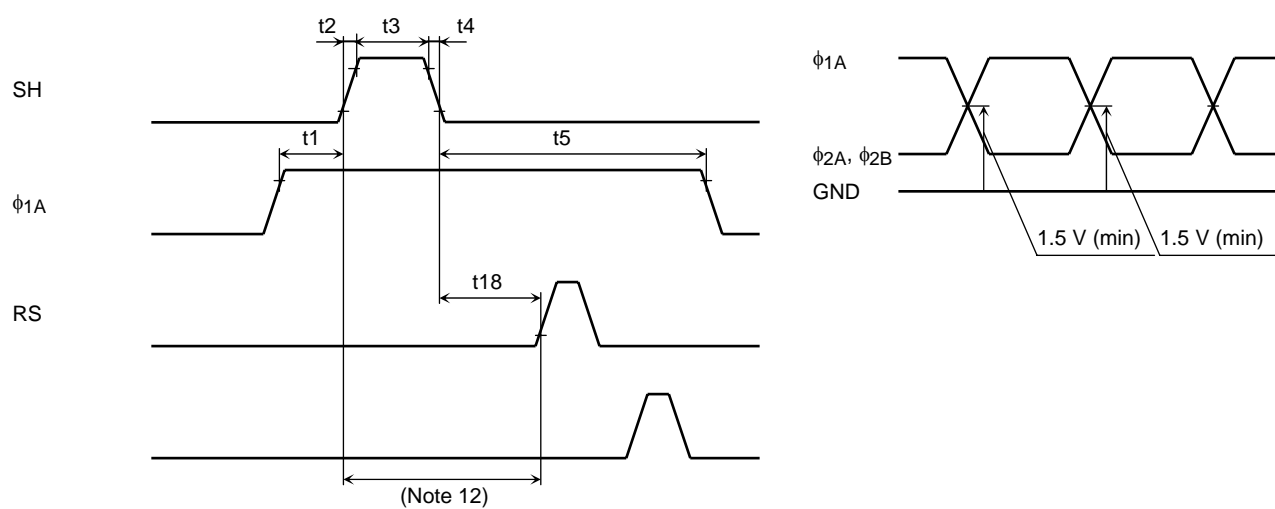 t2 t3 t4
SH
t1 t5
ϕ1A
t18
RS
(Note 12)
ϕ1A
ϕ2A, ϕ2B
GND
1.5 V (min) 1.5 V (min)